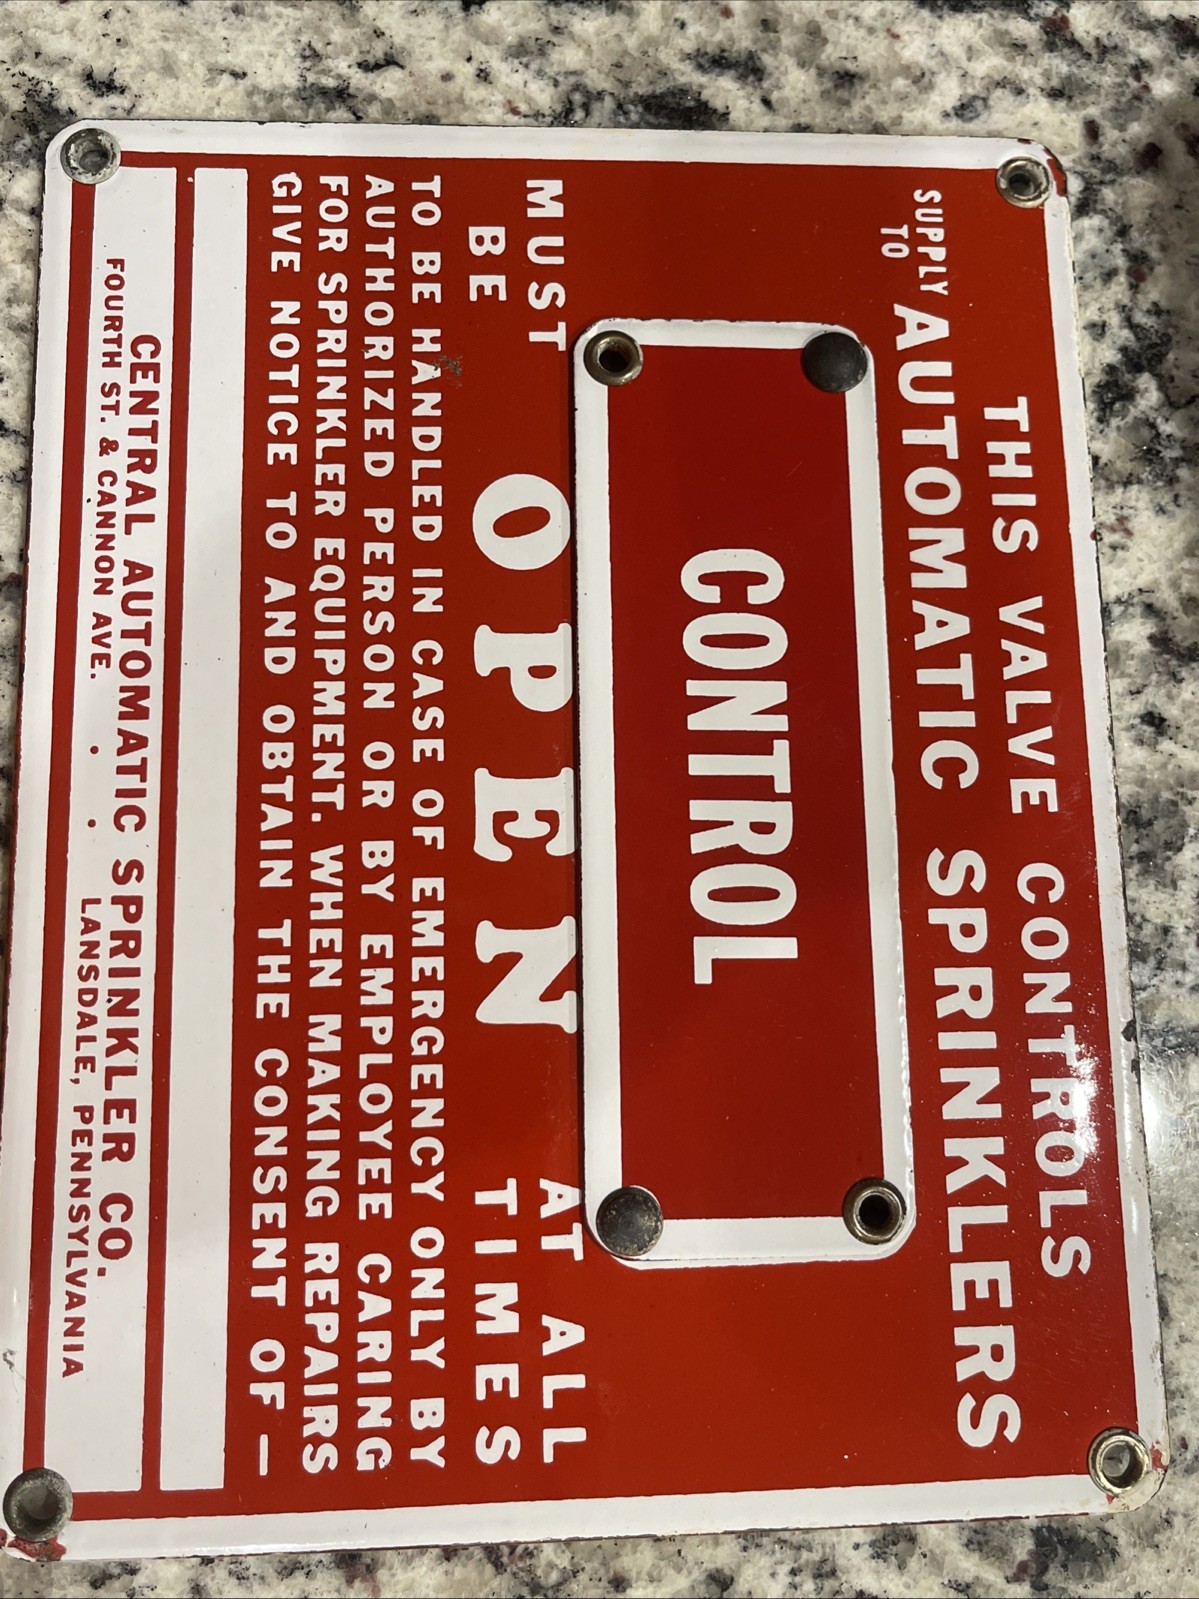 THIS VALVE CONTROLS
SUPPLY TO AUTOMATIC SPRINKLERS
CONTROL
MUST BE OPEN AT ALL TIMES
TO BE HANDLED IN CASE OF EMERGENCY ONLY BY
AUTHORIZED PERSON OR BY EMPLOYEE CARING
FOR SPRINKLER EQUIPMENT. WHEN MAKING REPAIRS
GIVE NOTICE TO AND OBTAIN THE CONSENT OF —
CENTRAL AUTOMATIC SPRINKLER CO.
FOURTH ST. & CANNON AVE. . . LANSDALE, PENNSYLVANIA